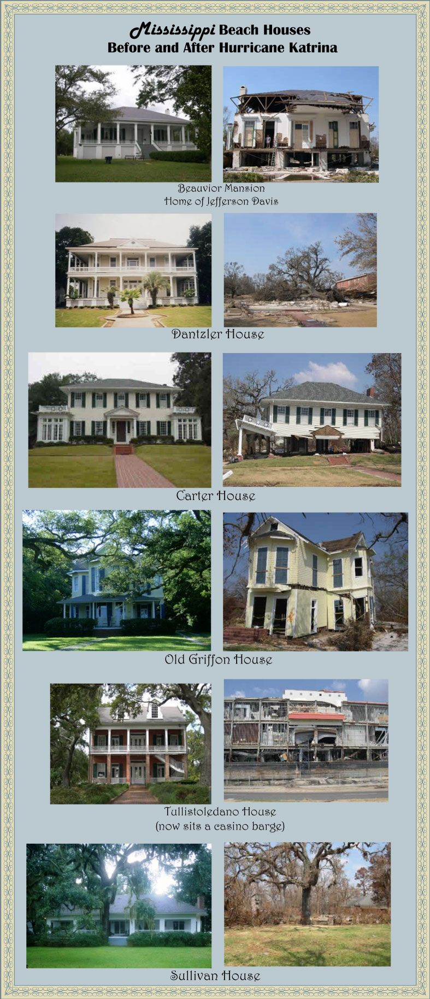 Mississippi Beach Houses
Before and After Hurricane Katrina
Beauvior Mansion
Home of Jefferson Davis
Dantzler House
Carter House
Old Griffon House
Tullistoledano House
(now sits a casino barge)
Sullivan House